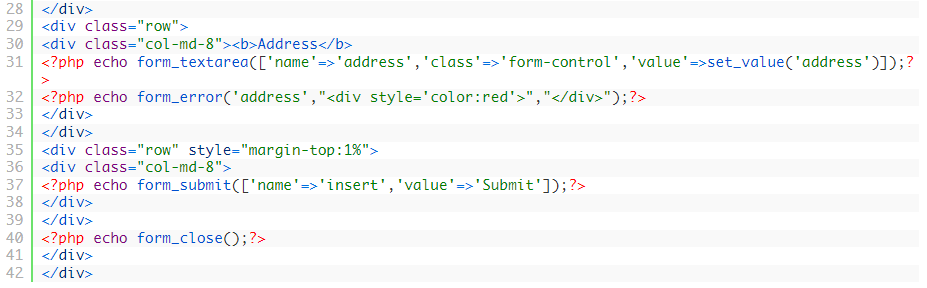 28 </div>
29 <div class="row">
30 <div class="col-md-8"><b>Address</b>
31 <?php echo form_textarea(['name'=>'address','class'=>'form-control','value'=>set_value('address')]);?
>
32 <?php echo form_error('address',"<div style='color:red'>","</div>");?>
33 </div>
34 </div>
35 <div class="row" style="margin-top:1%">
36 <div class="col-md-8">
37 <?php echo form_submit(['name'=>'insert','value'=>'Submit']);?>
38 </div>
39 </div>
40 <?php echo form_close();?>
41 </div>
42 </div>